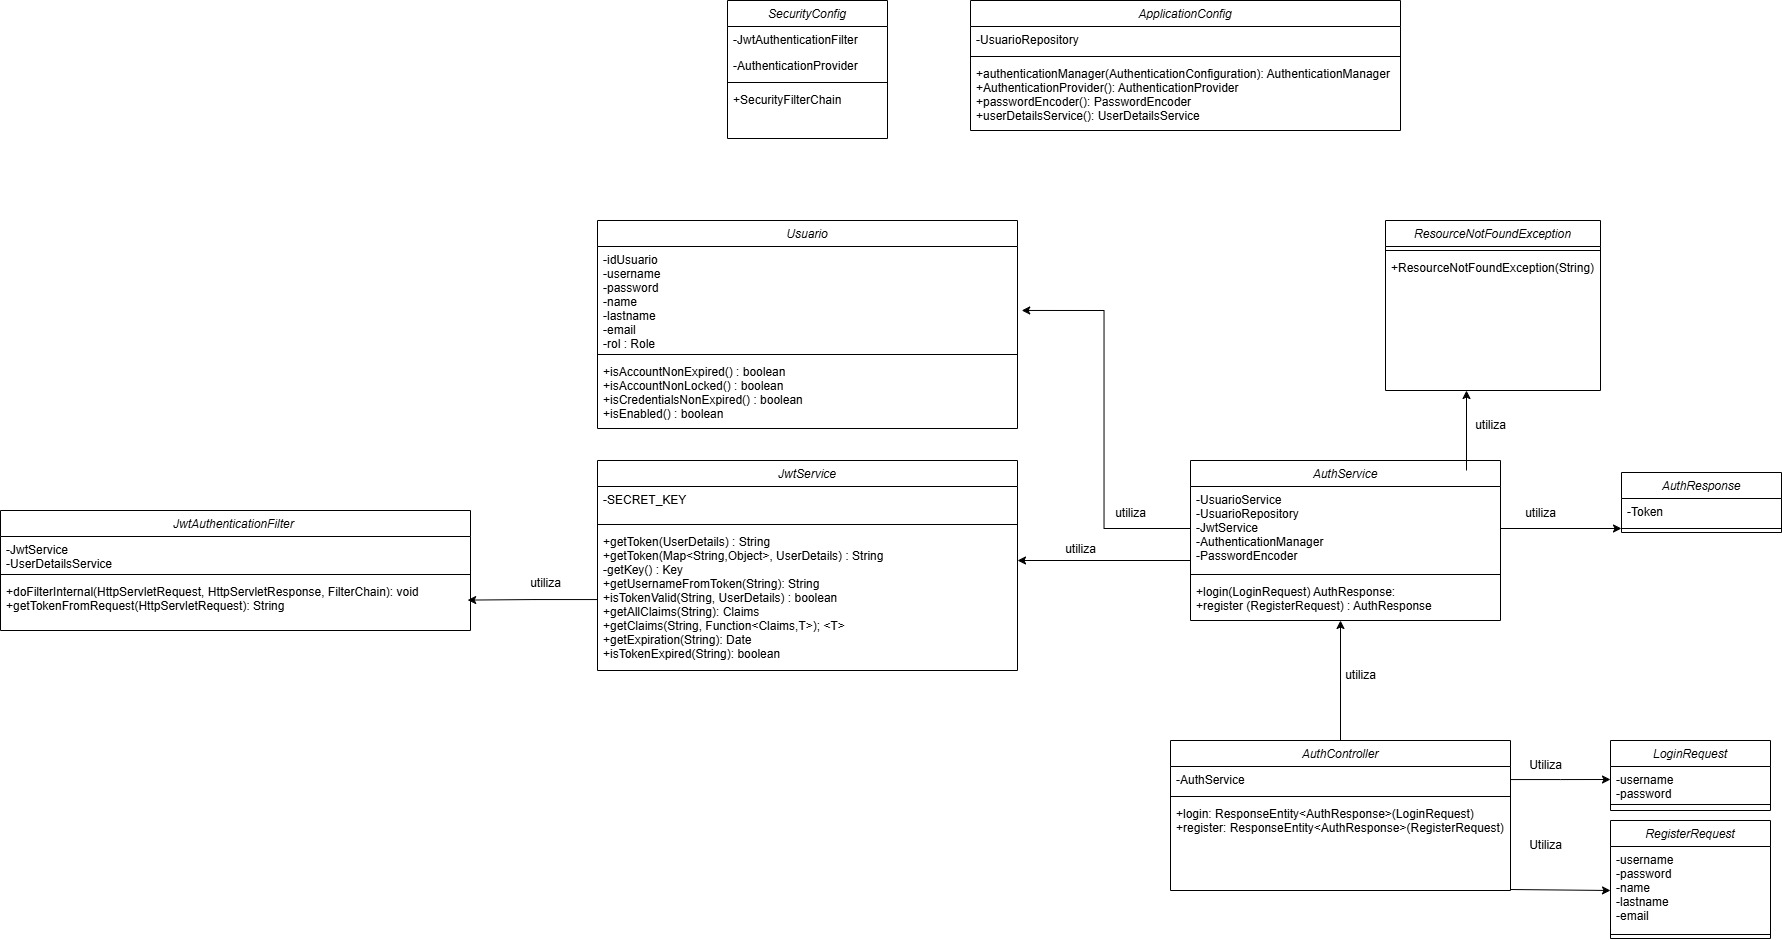 SecurityConfig
-JwtAuthenticationFilter
-AuthenticationProvider
+SecurityFilterChain
ApplicationConfig
-UsuarioRepository
+authenticationManager(AuthenticationConfiguration): AuthenticationManager
+AuthenticationProvider(): AuthenticationProvider
+passwordEncoder(): PasswordEncoder
+userDetailsService(): UserDetailsService
Usuario
-idUsuario
-username
-password
-name
-lastname
-email
-rol : Role
+isAccountNonExpired() : boolean
+isAccountNonLocked() : boolean
+isCredentialsNonExpired() : boolean
+isEnabled() : boolean
ResourceNotFoundException
+ResourceNotFoundException(String)
utiliza
JwtAuthenticationFilter
-JwtService
-UserDetailsService
+doFilterInternal(HttpServletRequest, HttpServletResponse, FilterChain): void
+getTokenFromRequest(HttpServletRequest): String
utiliza
JwtService
-SECRET_KEY
+getToken(UserDetails) : String
+getToken(Map<String,Object>, UserDetails) : String
-getKey() : Key
+getUsernameFromToken(String): String
+isTokenValid(String, UserDetails) : boolean
+getAllClaims(String): Claims
+getClaims(String, Function<Claims,T>); <T>
+getExpiration(String): Date
+isTokenExpired(String): boolean
utiliza
utiliza
AuthService
-UsuarioService
-UsuarioRepository
-JwtService
-AuthenticationManager
-PasswordEncoder
+login(LoginRequest) AuthResponse:
+register (RegisterRequest) : AuthResponse
utiliza
AuthResponse
-Token
utiliza
AuthController
-AuthService
+login: ResponseEntity<AuthResponse>(LoginRequest)
+register: ResponseEntity<AuthResponse>(RegisterRequest)
Utiliza
LoginRequest
-username
-password
Utiliza
RegisterRequest
-username
-password
-name
-lastname
-email